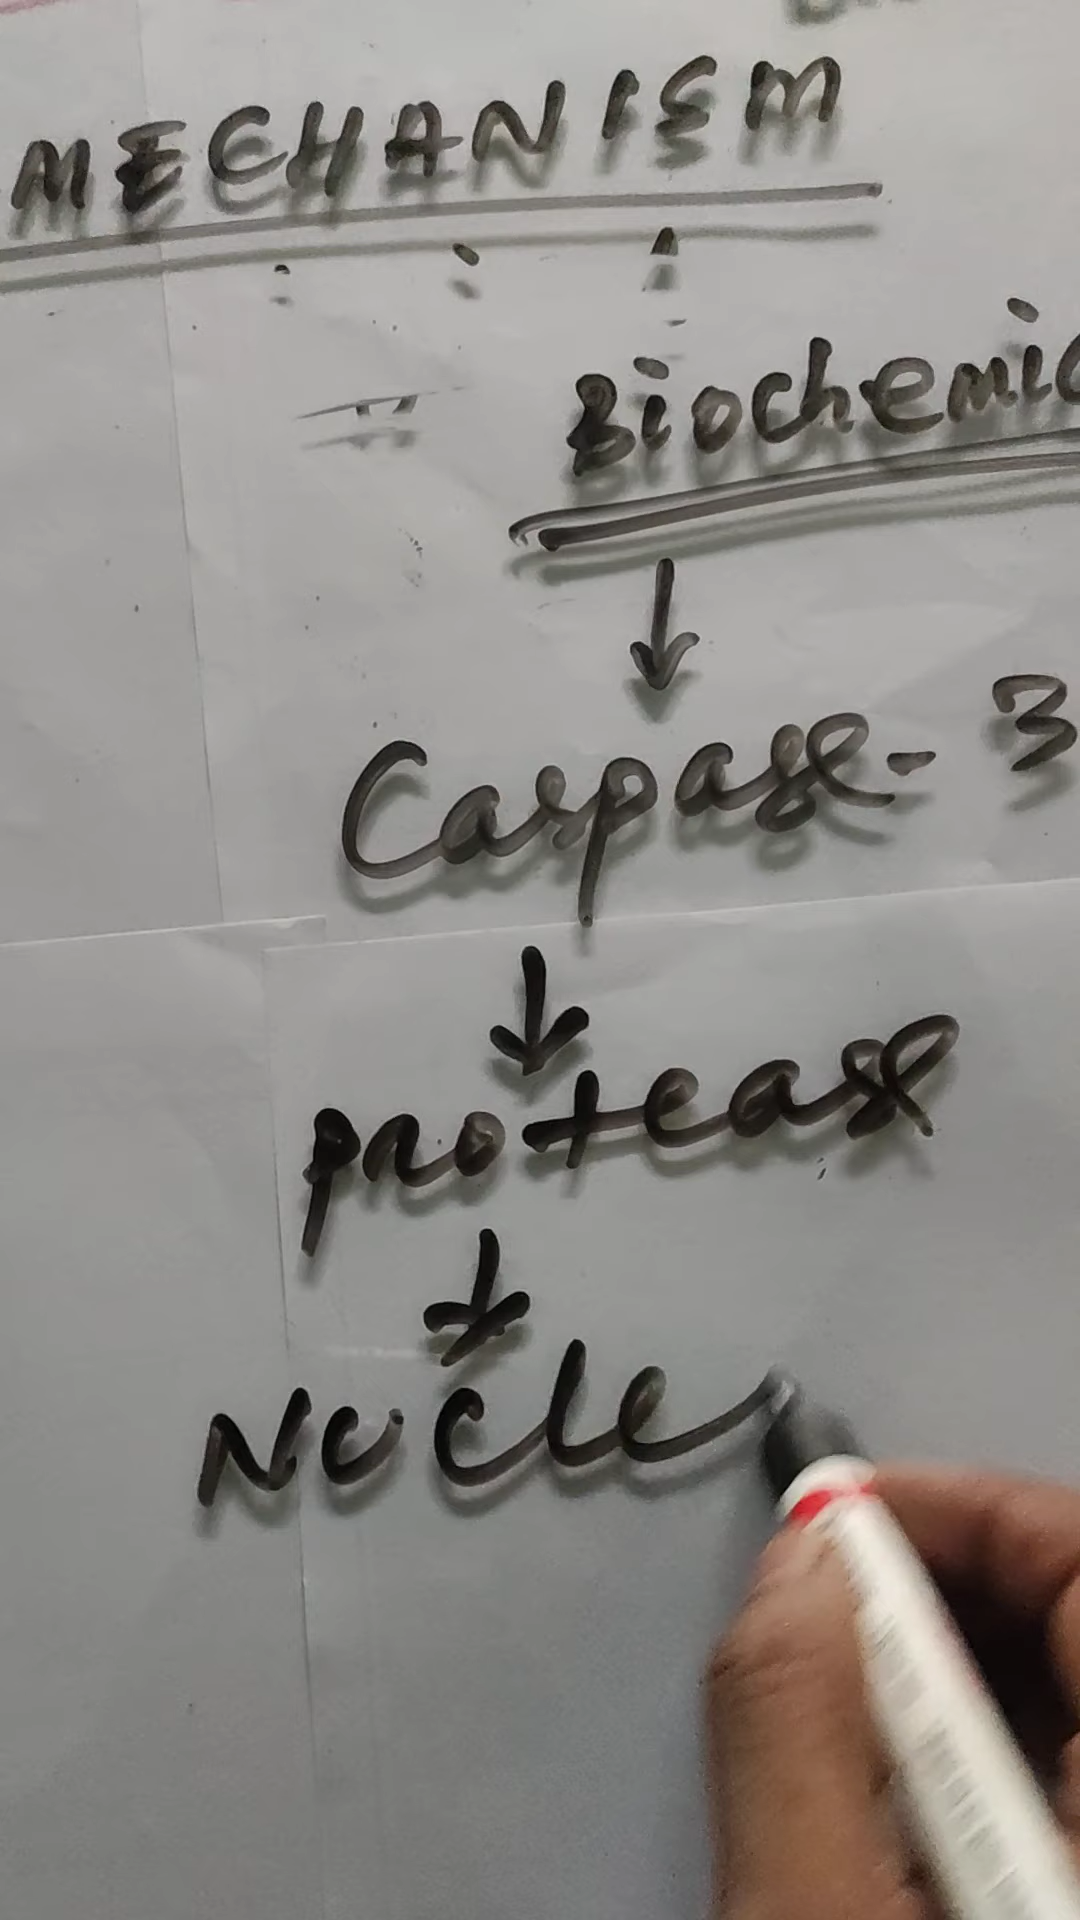 MECHANISM
Biochemic
↓
Caspase-3
↓
protease
↓
Nucle